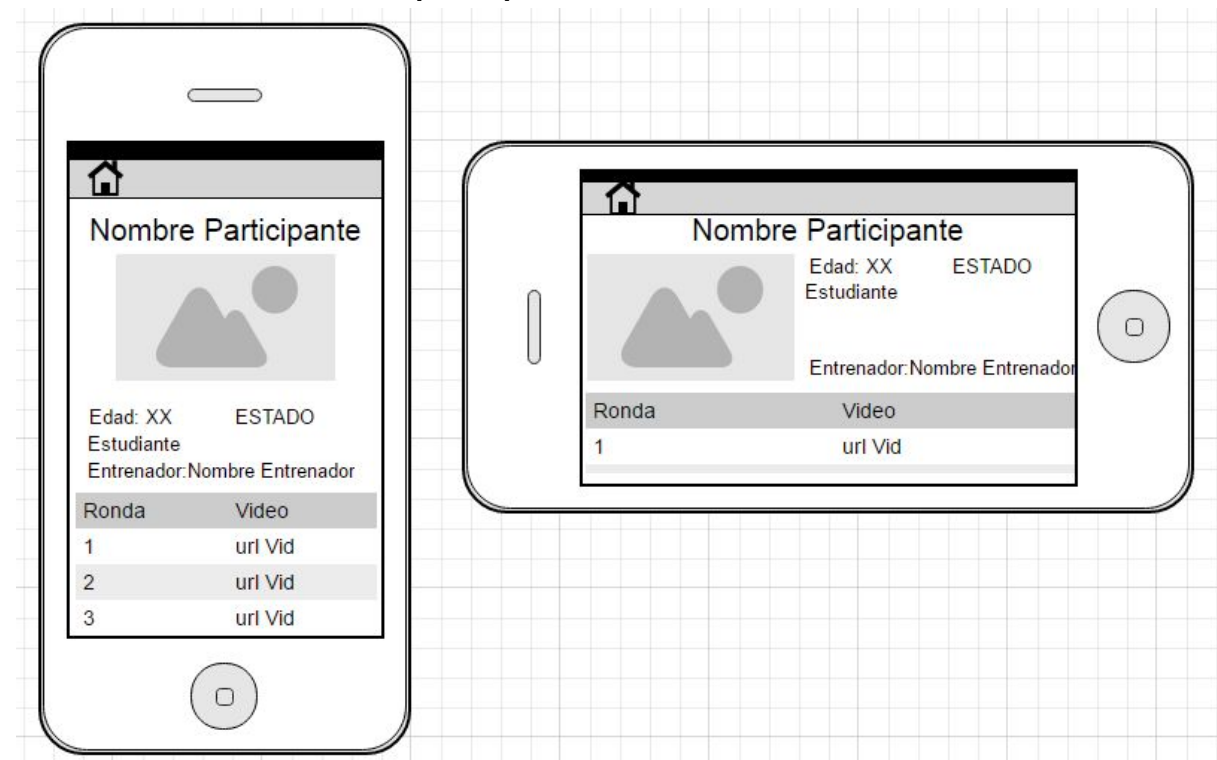 Nombre Participante
Edad: XX ESTADO
Estudiante
Entrenador:Nombre Entrenador
Ronda Video
1 url Vid
2 url Vid
3 url Vid
Nombre Participante
Edad: XX ESTADO
Estudiante
Entrenador:Nombre Entrenador
Ronda Video
1 url Vid